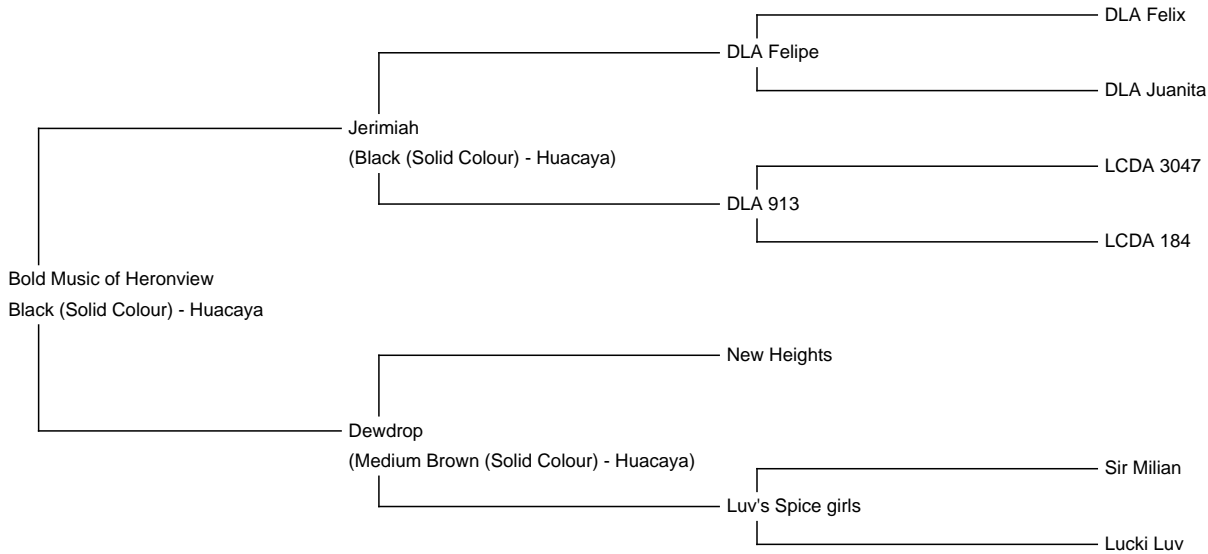 DLA Felix
DLA Felipe
DLA Juanita
Jerimiah
(Black (Solid Colour) - Huacaya)
LCDA 3047
DLA 913
LCDA 184
Bold Music of Heronview
Black (Solid Colour) - Huacaya
New Heights
Dewdrop
(Medium Brown (Solid Colour) - Huacaya)
Sir Milian
Luv's Spice girls
Lucki Luv